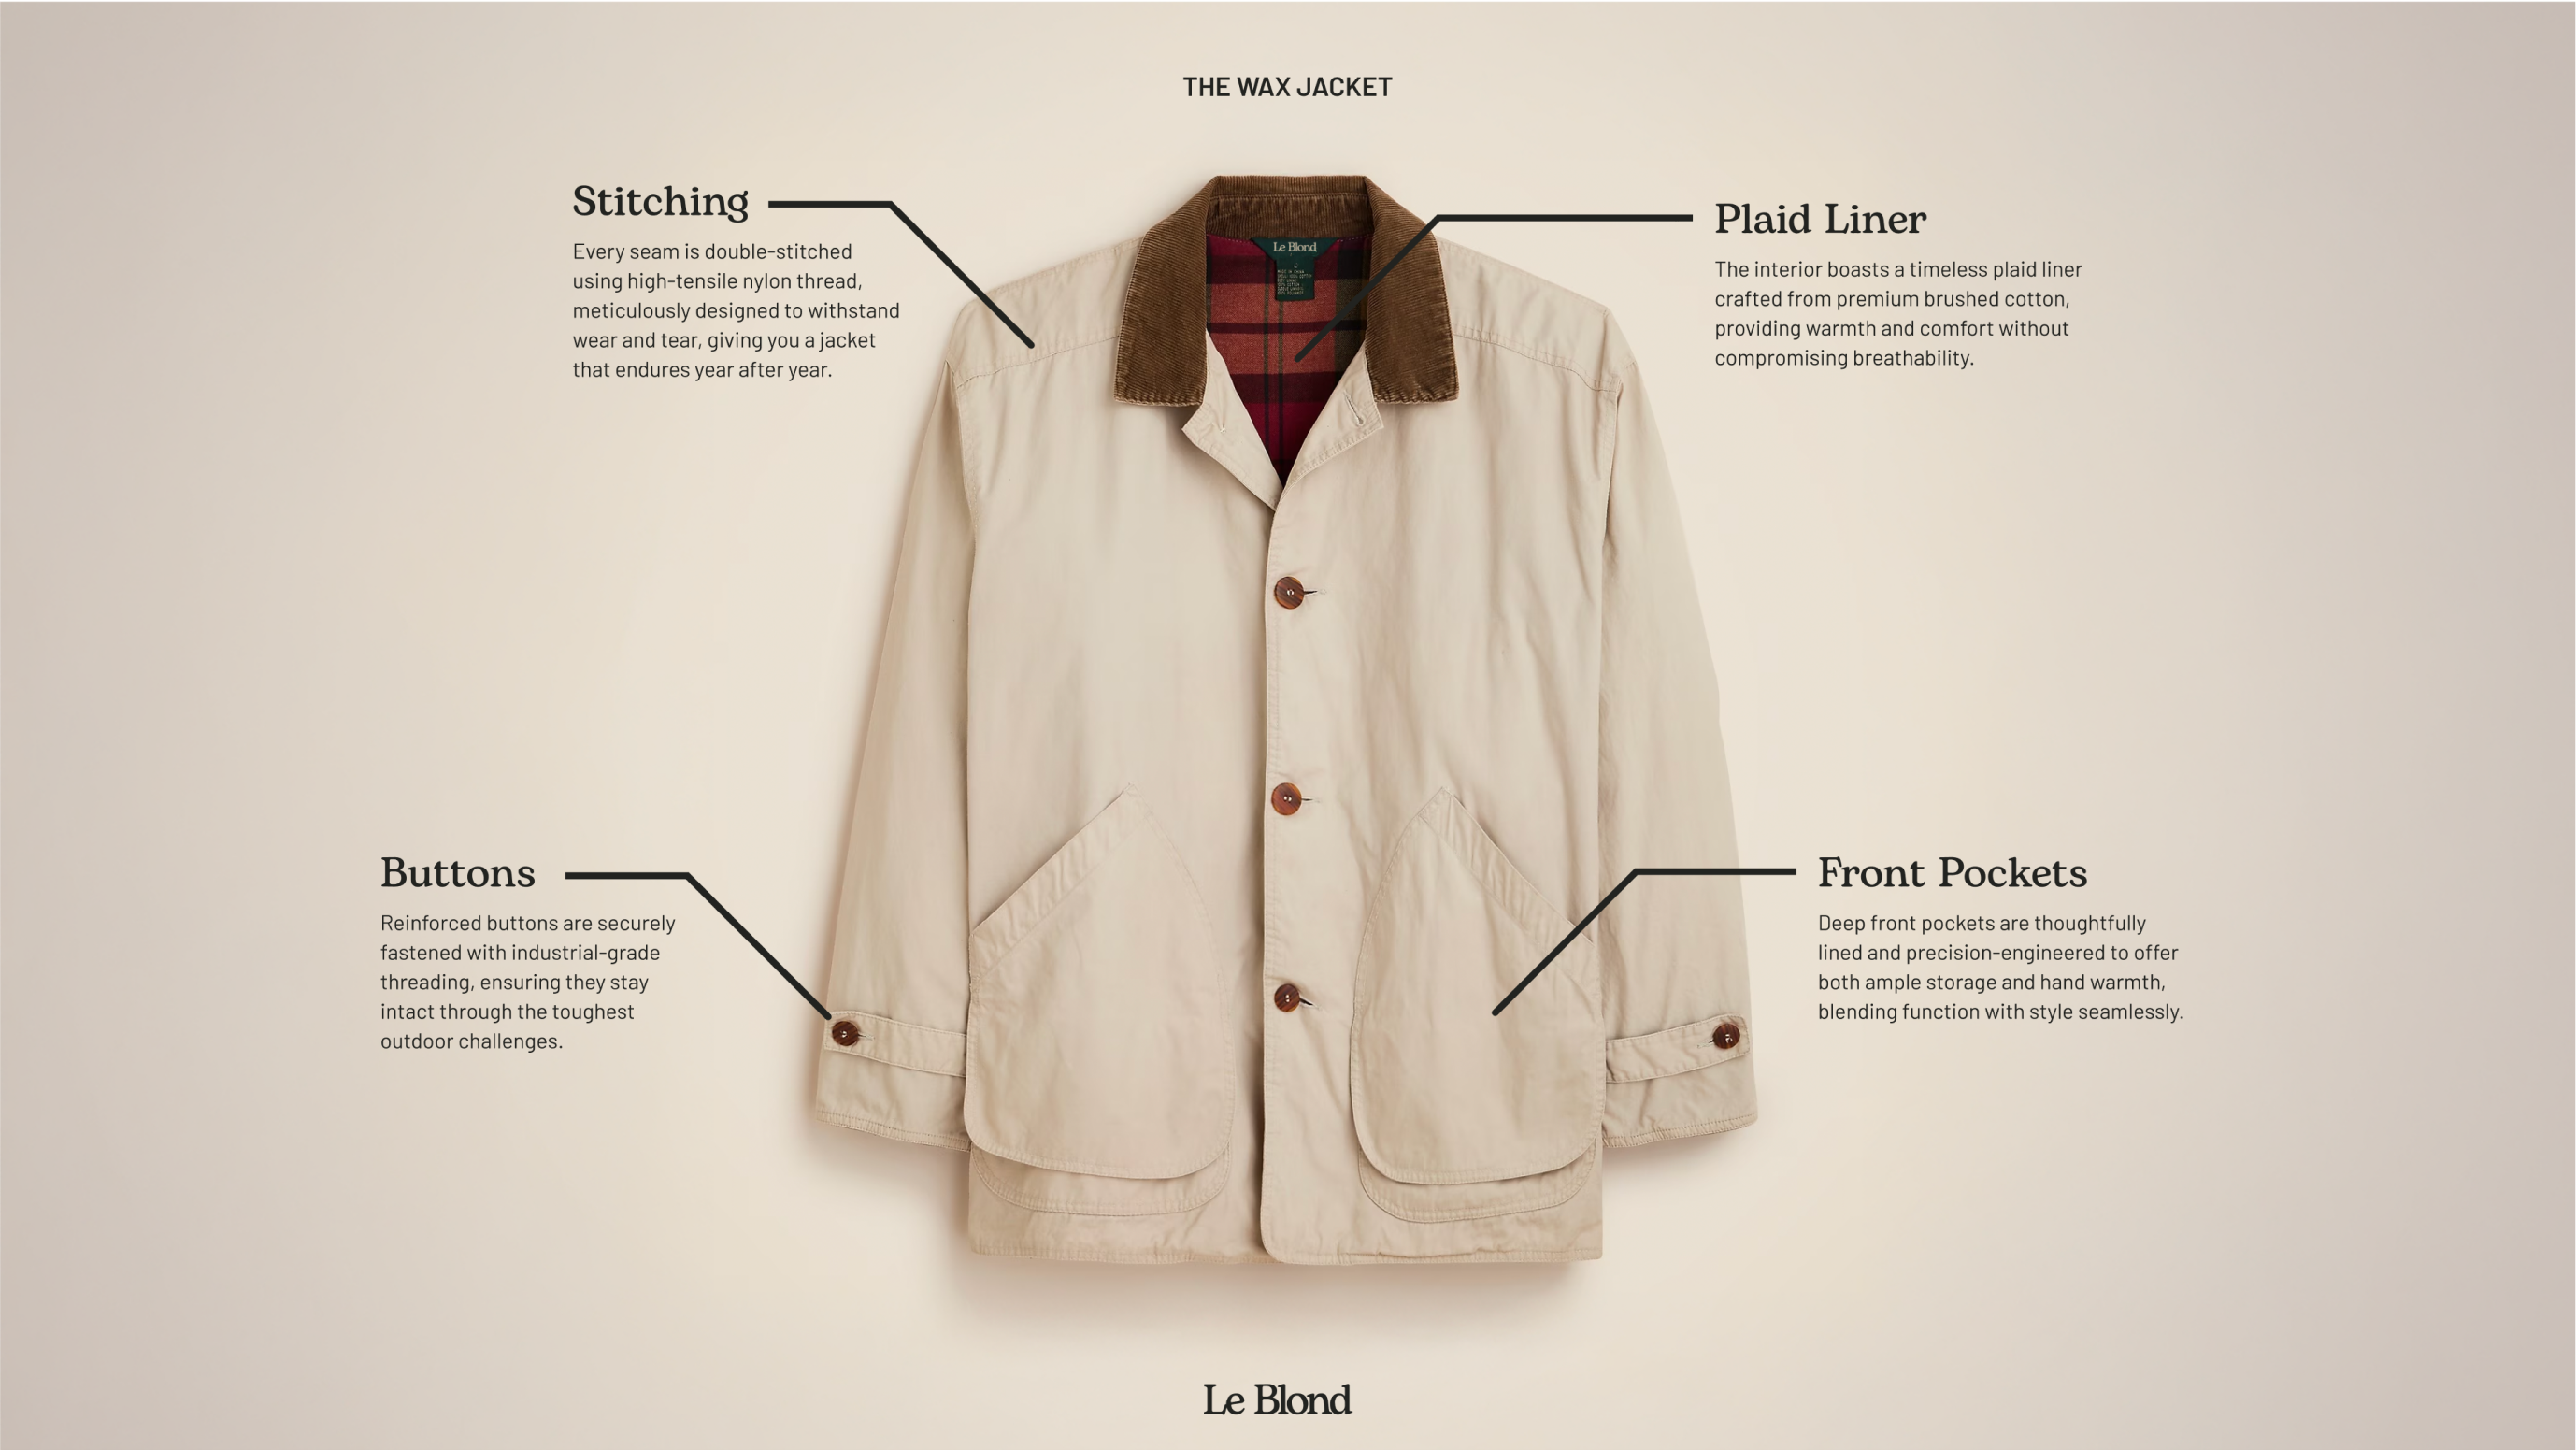 THE WAX JACKET
Stitching
Every seam is double-stitched
using high-tensile nylon thread,
meticulously designed to withstand
wear and tear, giving you a jacket
that endures year after year.
Plaid Liner
The interior boasts a timeless plaid liner
crafted from premium brushed cotton,
providing warmth and comfort without
compromising breathability.
Le Blond
MADE IN CHINA
Buttons
Reinforced buttons are securely
fastened with industrial-grade
threading, ensuring they stay
intact through the toughest
outdoor challenges.
Front Pockets
Deep front pockets are thoughtfully
lined and precision-engineered to offer
both ample storage and hand warmth,
blending function with style seamlessly.
Le Blond